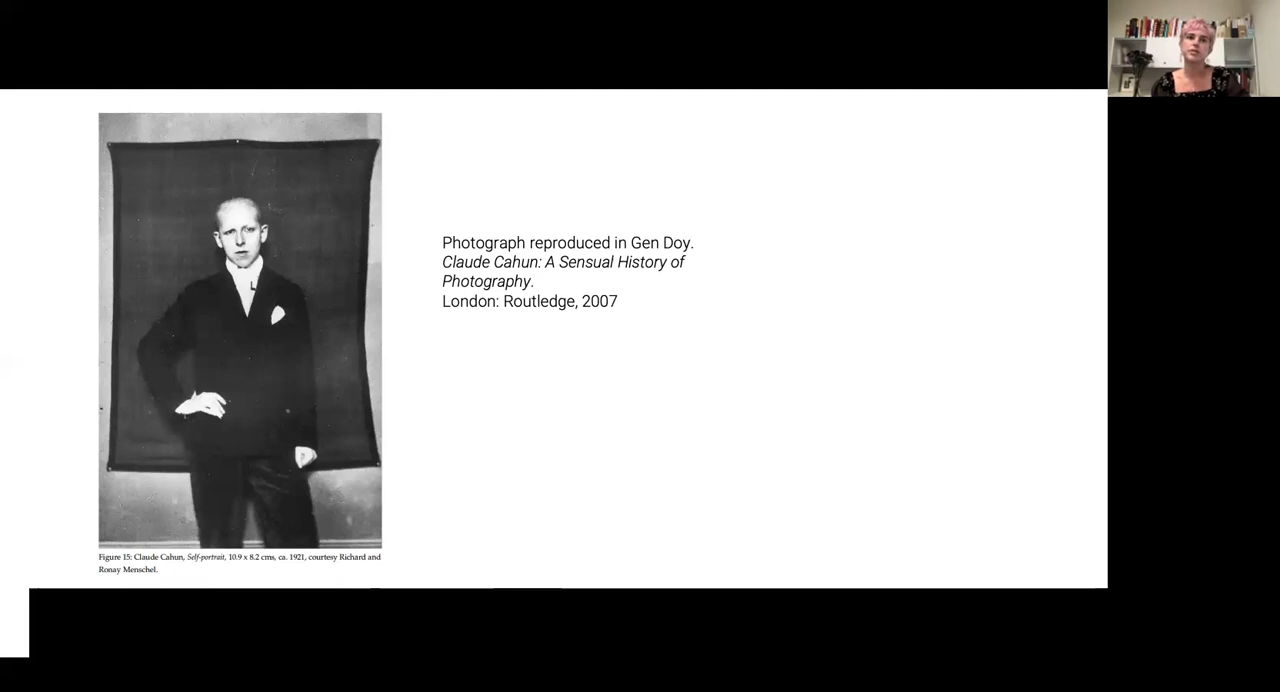 Photograph reproduced in Gen Doy.
Claude Cahun: A Sensual History of
Photography.
London: Routledge, 2007
L
Figure 15: Claude Cahun, Self-portrait, 10.9 x 8.2 cms, ca. 1921, courtesy Richard and
Ronay Menschel.